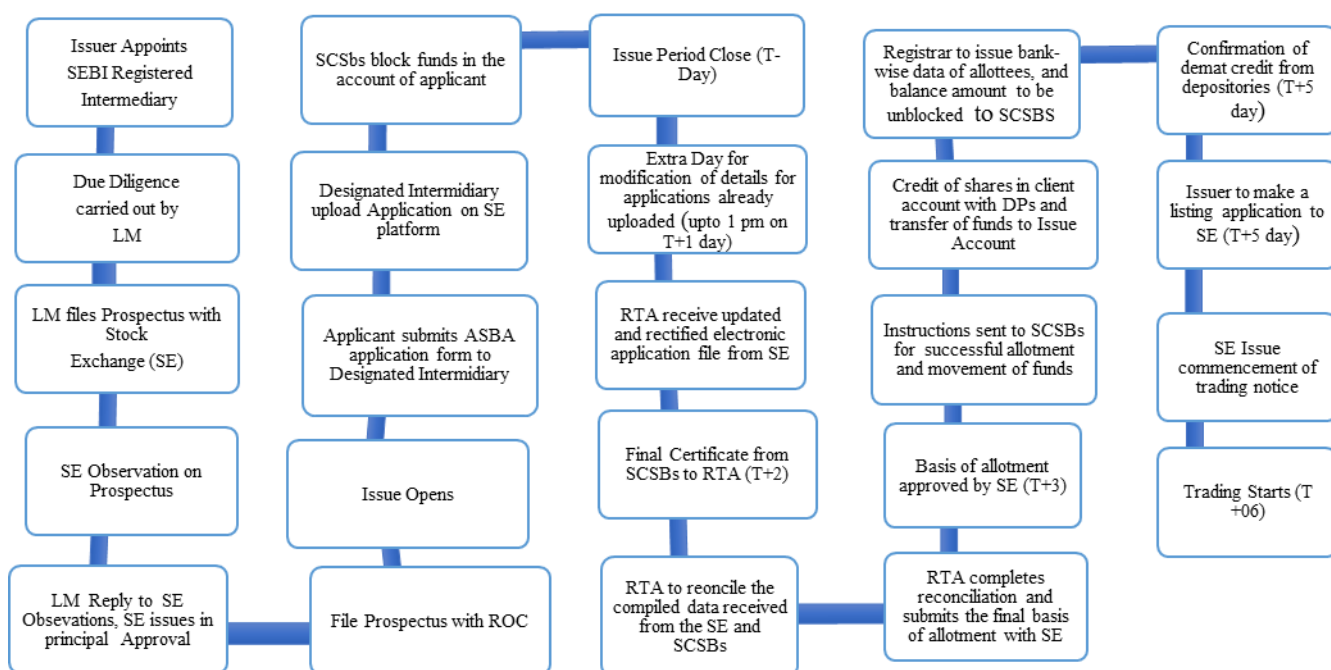 Issuer Appoints
SEBI Registered
Intermediary
Due Diligence
carried out by
LM
LM files Prospectus with
Stock
Exchange (SE)
SE Observation on
Prospectus
LM Reply to SE
Obsevations, SE issues in
principal Approval
File Prospectus with ROC
Issue Opens
Applicant submits ASBA
application form to
Designated Intermidiary
Designated Intermidiary
upload Application on SE
platform
SCSbs block funds in the
account of applicant
Issue Period Close (T-
Day)
Extra Day for
modification of details for
applications already
uploaded (upto 1 pm on
T+1 day)
RTA receive updated
and rectified electronic
application file from SE
Final Certificate from
SCSBs to RTA (T+2)
RTA to reconcile the
compiled data received
from the SE and
SCSBs
RTA completes
reconciliation and
submits the final basis
of allotment with SE
Basis of allotment
approved by SE (T+3)
Instructions sent to SCSBs
for successful allotment
and movement of funds
Credit of shares in client
account with DPs and
transfer of funds to Issue
Account
Registrar to issue bank-
wise data of allottees, and
balance amount to be
unblocked to SCSBS
Confirmation of
demat credit from
depositories (T+5
day)
Issuer to make a
listing application to
SE (T+5 day)
SE Issue
commencement of
trading notice
Trading Starts (T
+06)